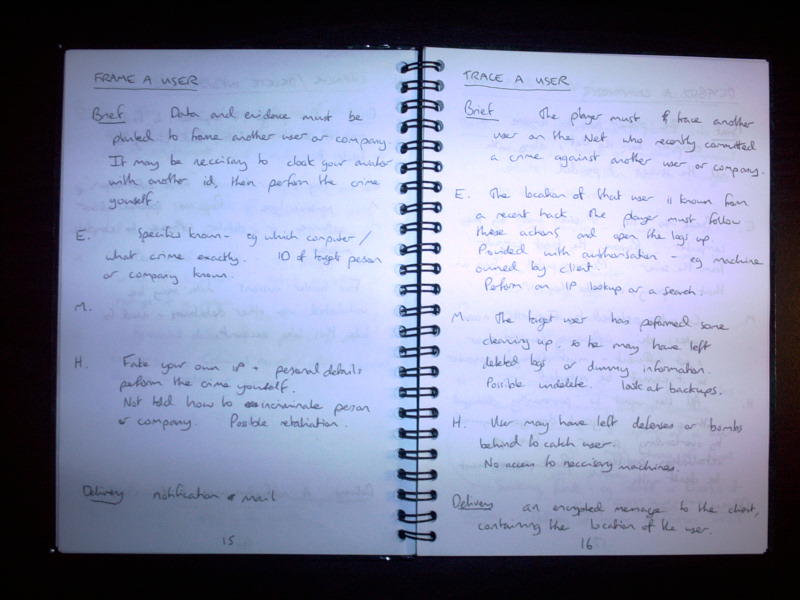 FRAME A USER
Brief Data and evidence must be
planted to frame another user or company.
It may be neccisary to cloak your avatar
with another id, then perfom the crime
yourself.
E. Specifics known - eg which computer /
what crime exactly. ID of target person
or company known.
M.
H. Fake your own IP + personal details
perform the crime yourself.
Not told how to incriminate person
or company. Possible retaliation.
Delivery notification or mail
15
TRACE A USER
Brief The player must trace another
user on the Net who recently committed
a crime against another user or company.
E. The location of that user is known from
a recent hack. The player must follow
these actions and open the logs up.
Provided with authorisation - eg machine
owned by client.
Perform an IP lookup or a search
M. The target user has peformed some
cleaning up, so he may have left
deleted logs or dummy information.
Possible undelete. look at backups.
H. User may have left defenses or bombs
behind to catch user.
No access to neccisary machines.
Delivery an encrypted message to the client,
containing the location of the user.
16